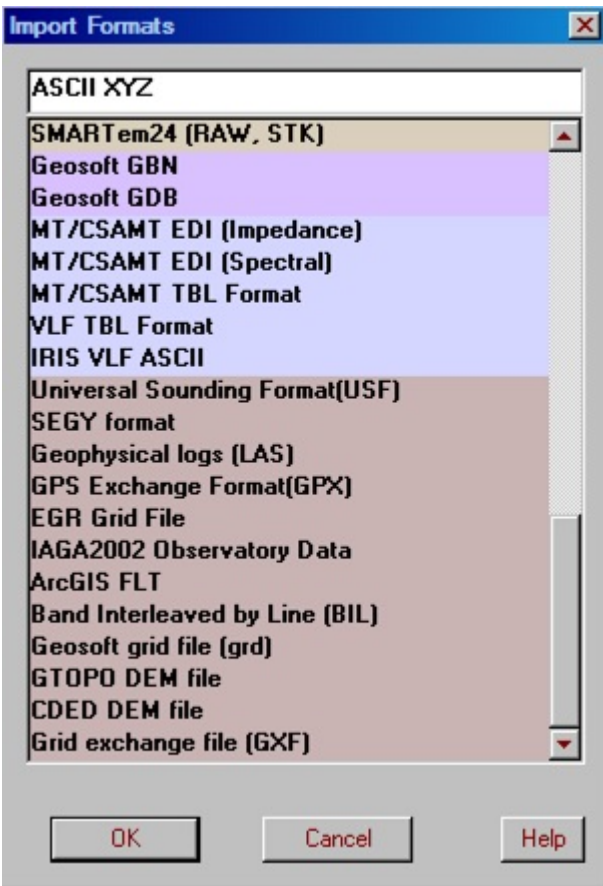 Import Formats
ASCII XYZ
SMARTem24 (RAW, STK)
Geosoft GBN
Geosoft GDB
MT/CSAMT EDI (Impedance)
MT/CSAMT EDI (Spectral)
MT/CSAMT TBL Format
VLF TBL Format
IRIS VLF ASCII
Universal Sounding Format(USF)
SEGY format
Geophysical logs (LAS)
GPS Exchange Format(GPX)
EGR Grid File
IAGA2002 Observatory Data
ArcGIS FLT
Band Interleaved by Line (BIL)
Geosoft grid file (grd)
GTOPO DEM file
CDED DEM file
Grid exchange file (GXF)
OK Cancel Help